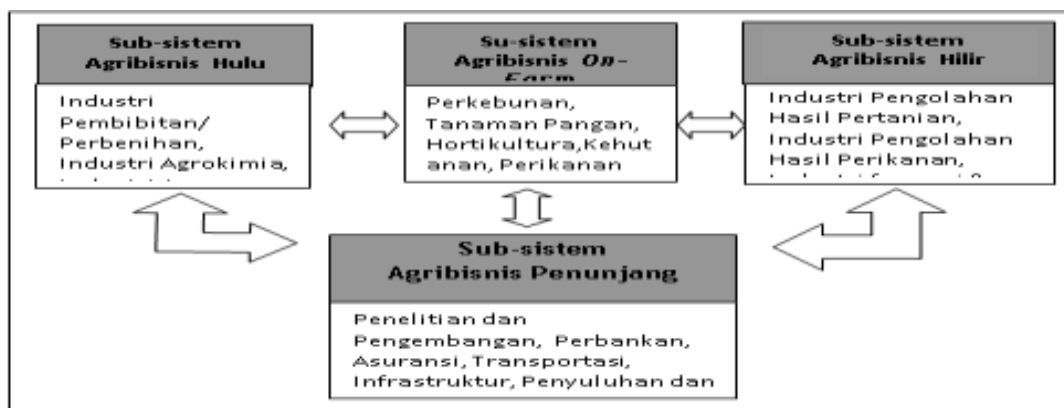 Sub-sistem
Agribisnis Hulu
Industri
Pembibitan/
Perbenihan,
Industri Agrokimia,
Su-sistem
Agribisnis On-
Farm
Perkebunan,
Tanaman Pangan,
Hortikultura,Kehut
anan, Perikanan
Sub-sistem
Agribisnis Hilir
Industri Pengolahan
Hasil Pertanian,
Industri Pengolahan
Hasil Perikanan,
Sub-sistem
Agribisnis Penunjang
Penelitian dan
Pengembangan, Perbankan,
Asuransi, Transportasi,
Infrastruktur, Penyuluhan dan